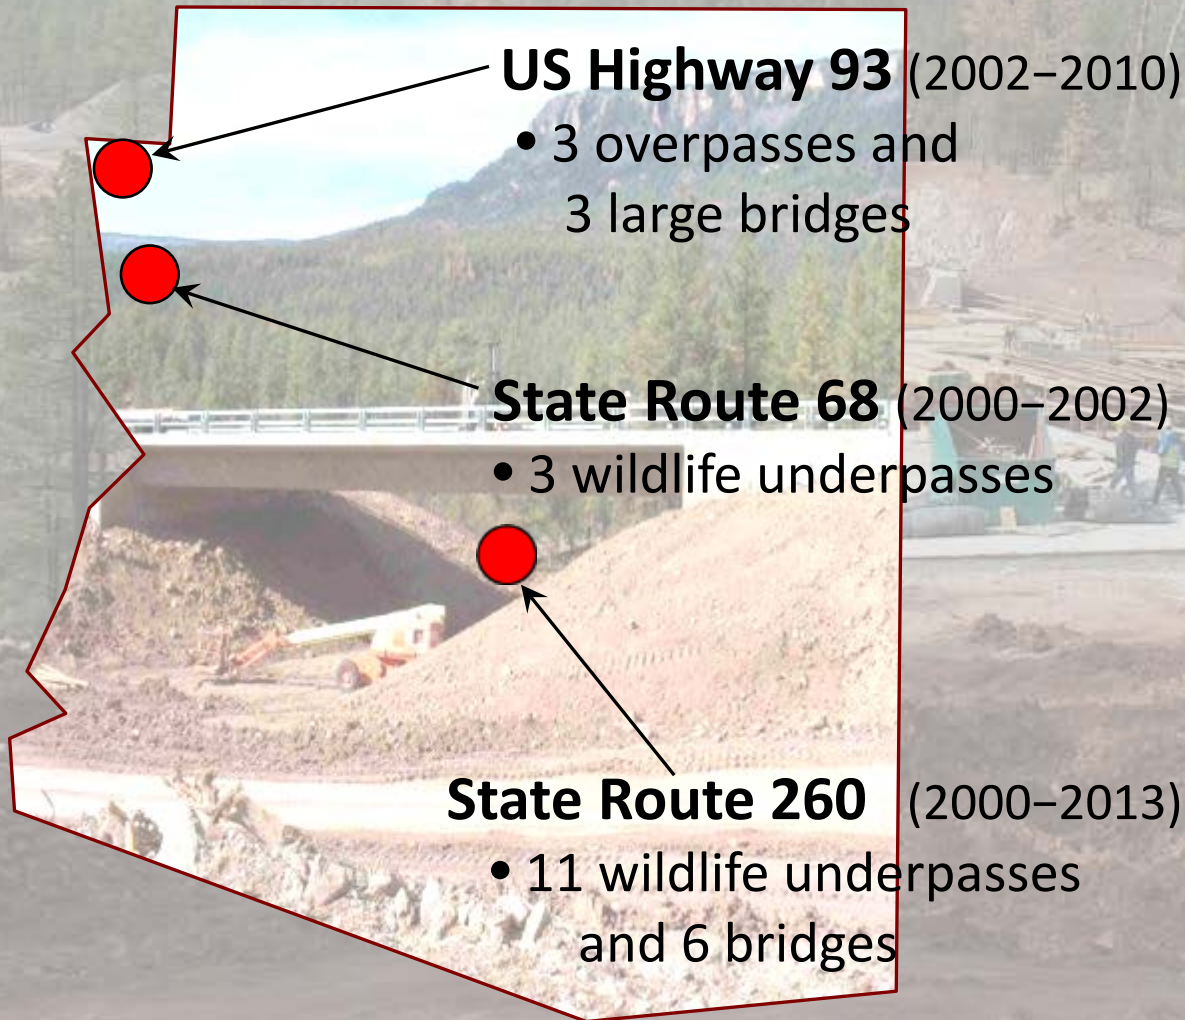 US Highway 93 (2002–2010)
• 3 overpasses and
3 large bridges
State Route 68 (2000–2002)
• 3 wildlife underpasses
State Route 260 (2000–2013)
• 11 wildlife underpasses
and 6 bridges